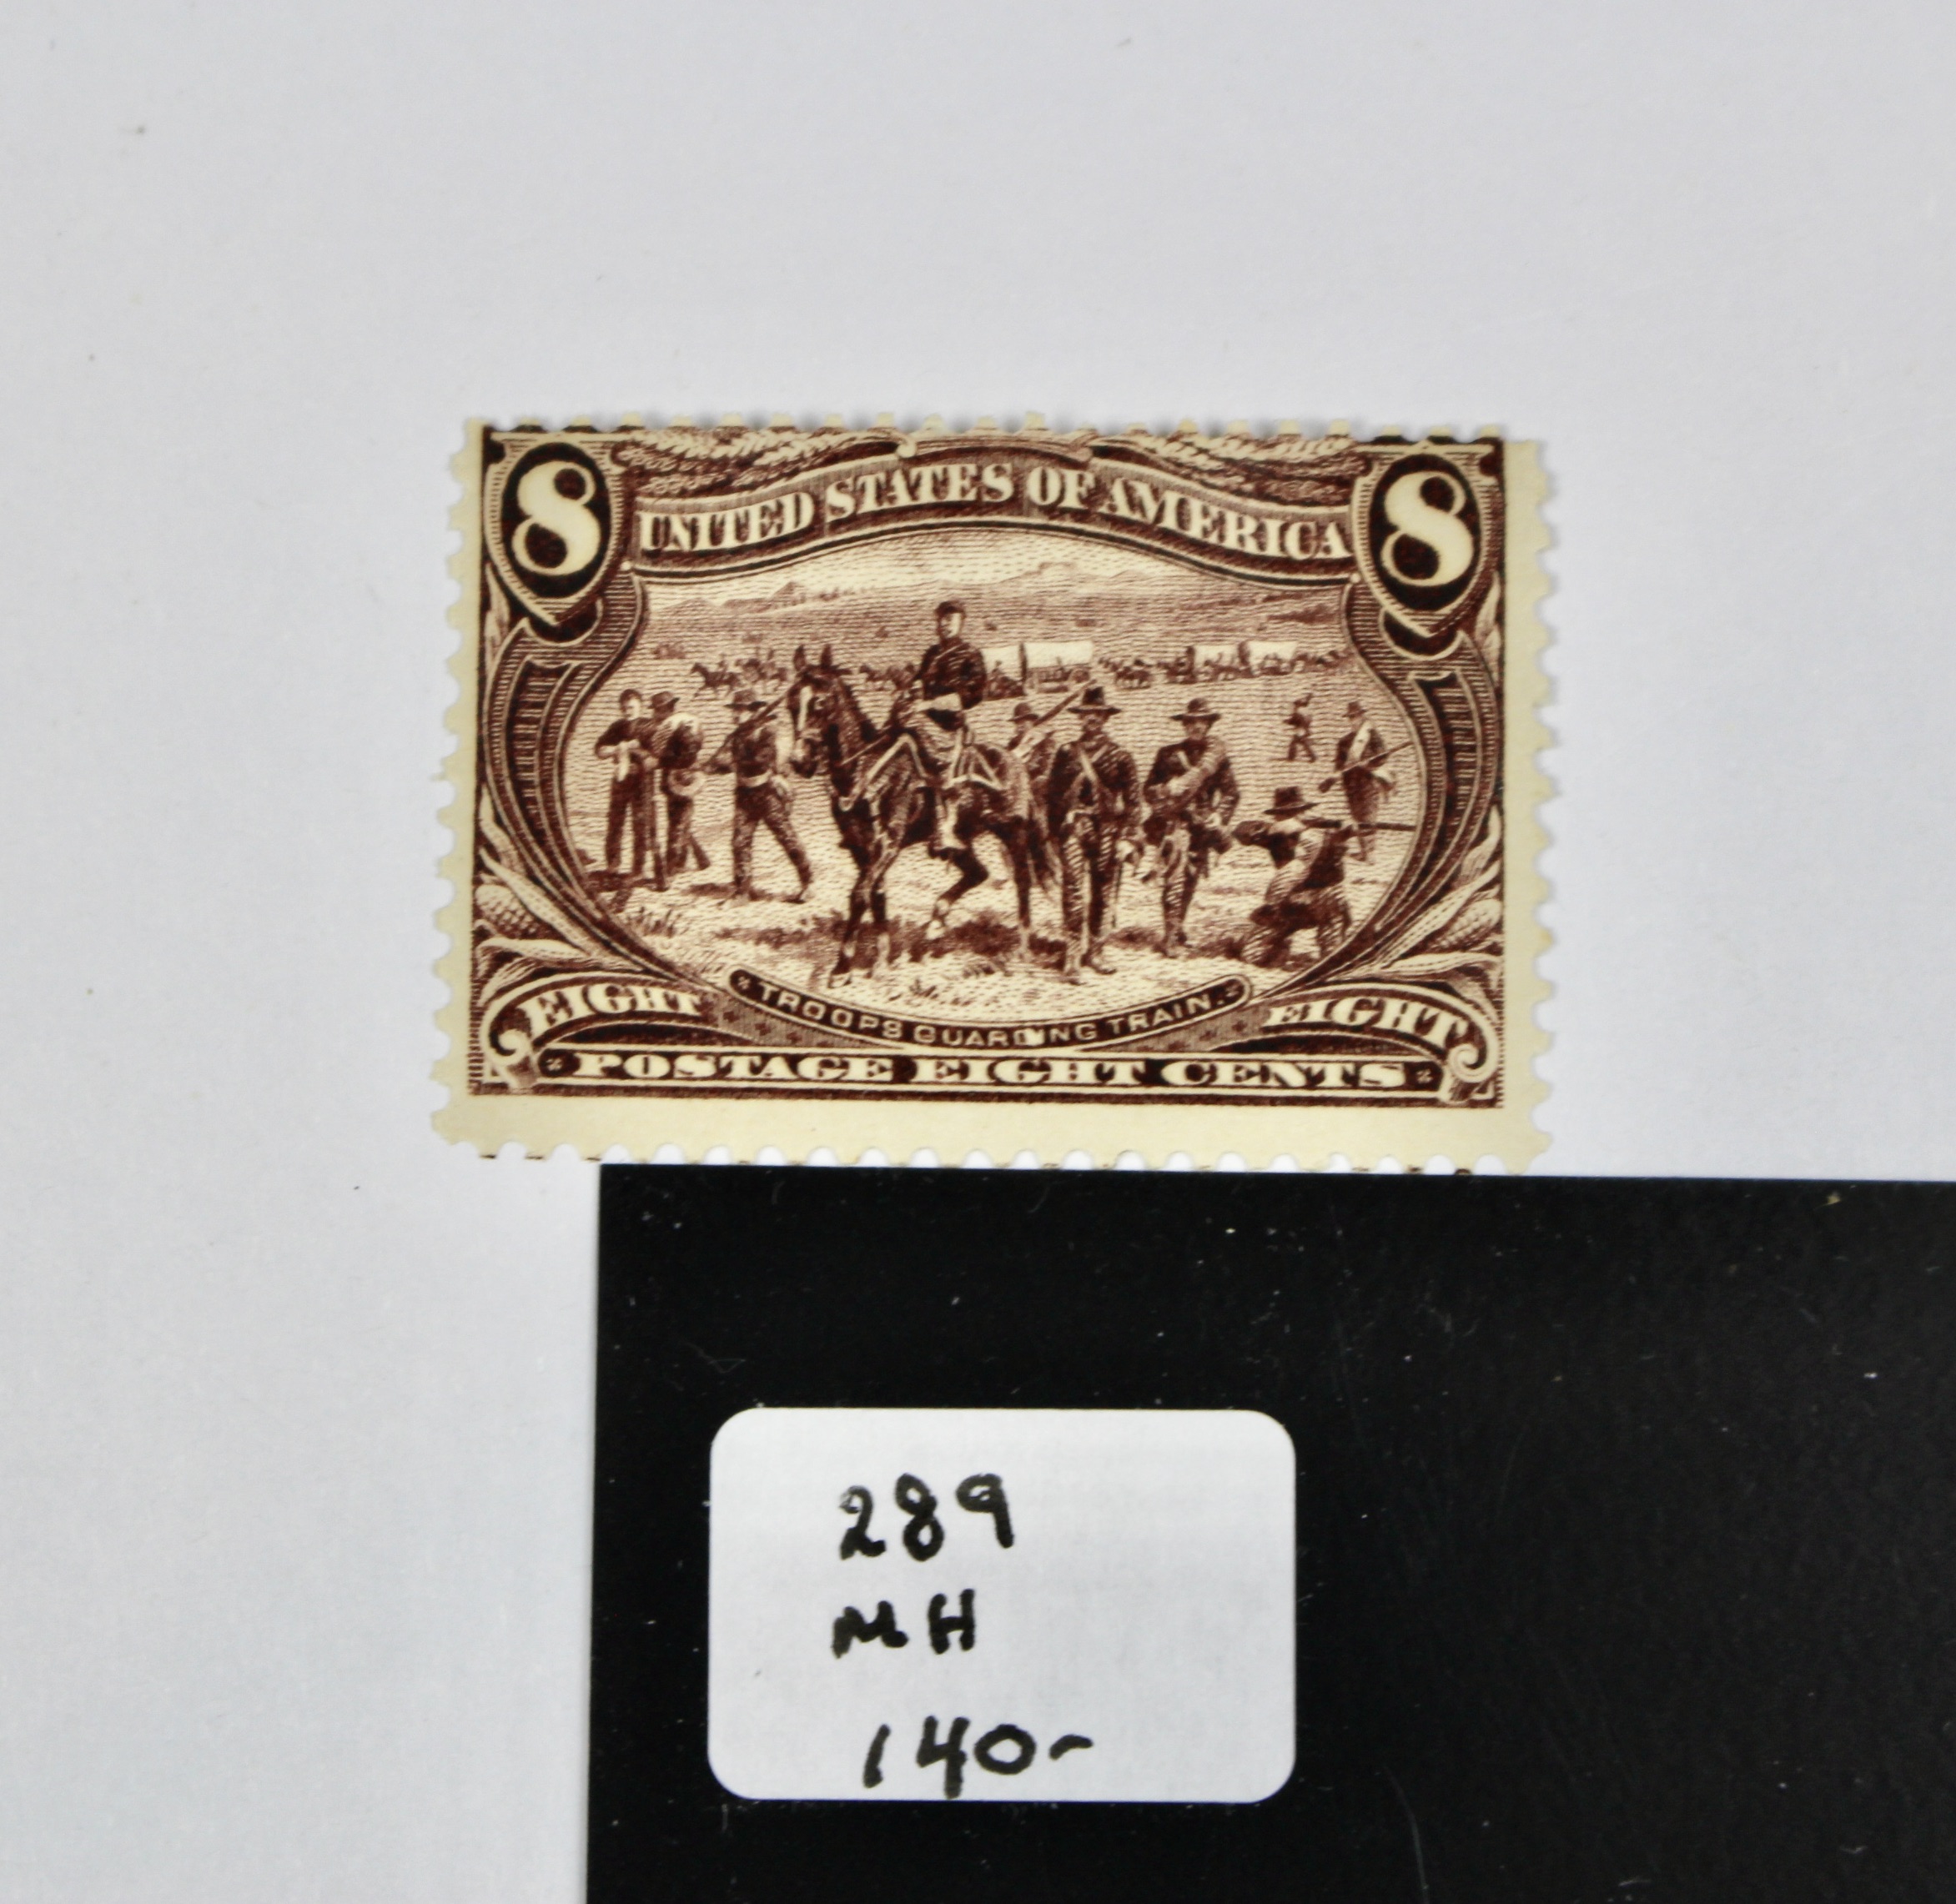 8 8
UNITED STATES OF AMERICA
TROOPS GUARDING TRAIN.
EIGHT EIGHT
POSTAGE EIGHT CENTS
289
MH
140-